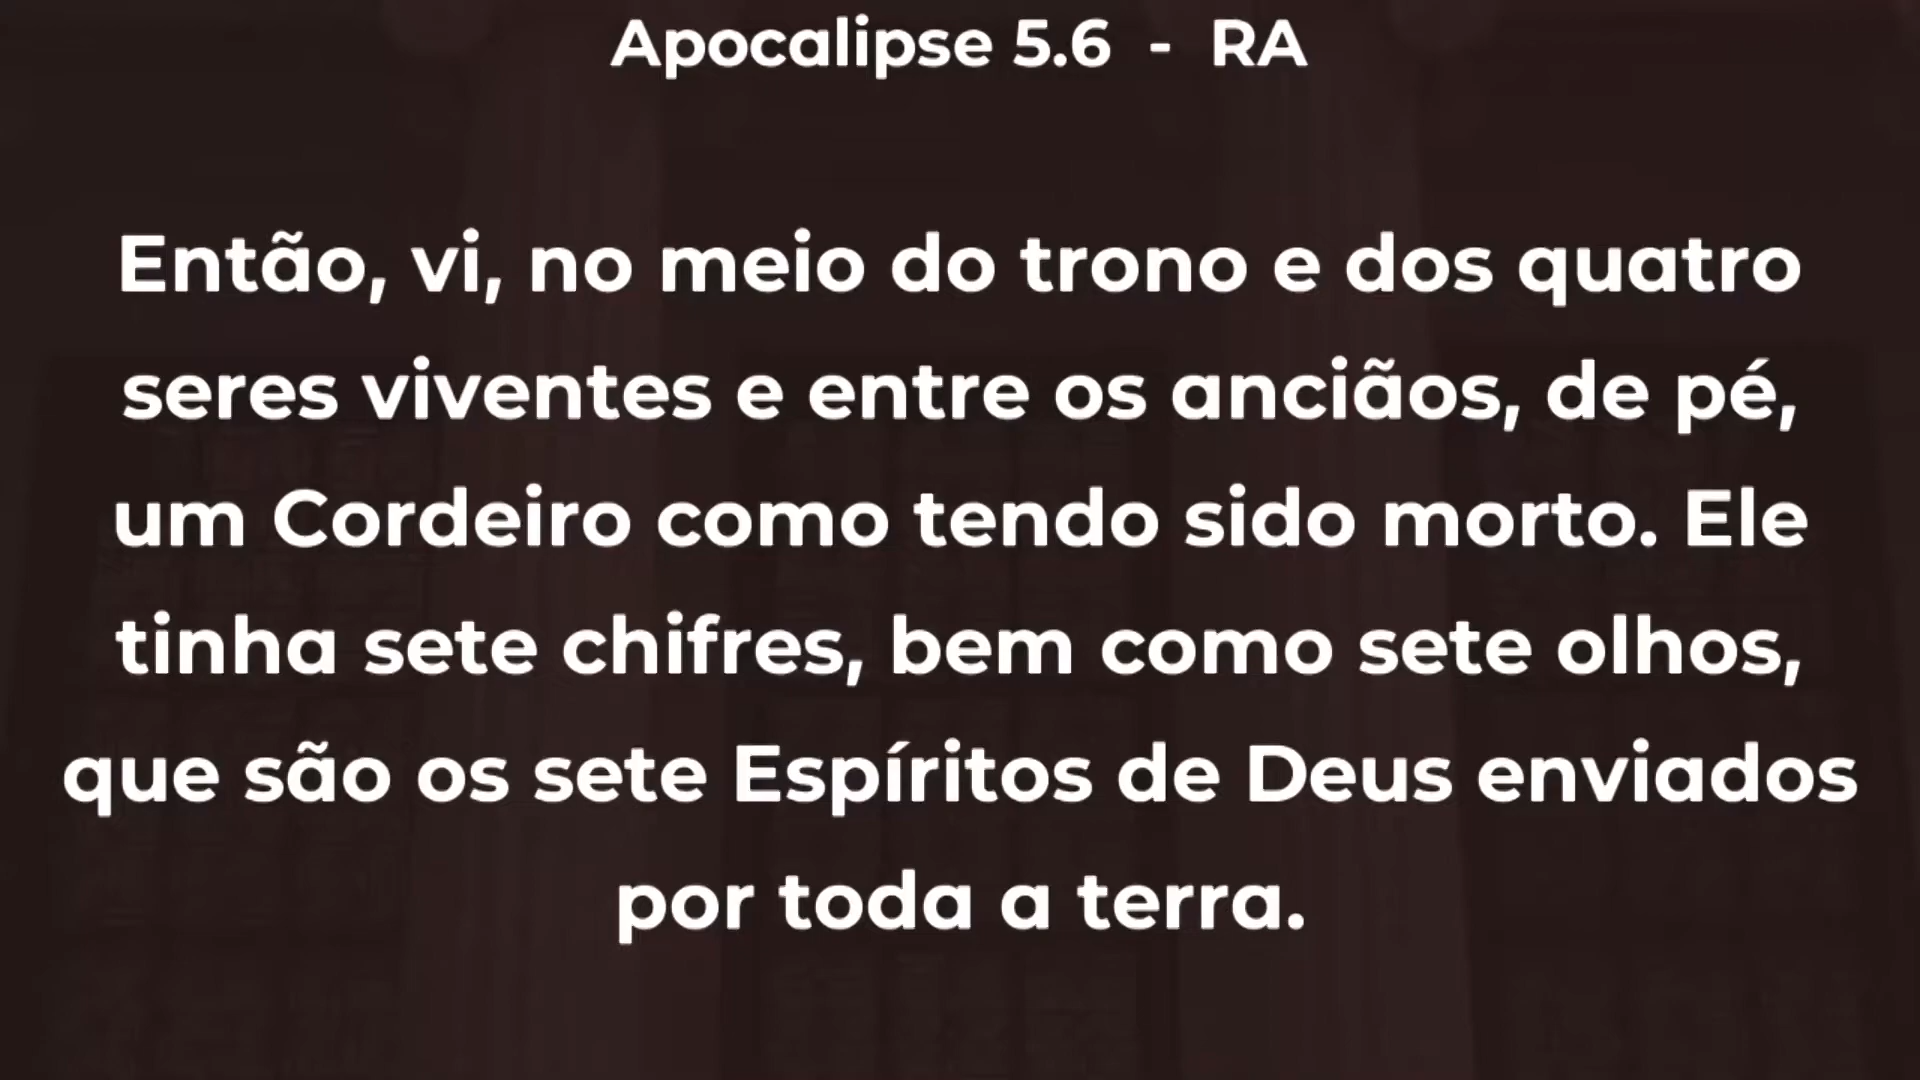 Apocalipse 5.6 - RA
Então, vi, no meio do trono e dos quatro
seres viventes e entre os anciãos, de pé,
um Cordeiro como tendo sido morto. Ele
tinha sete chifres, bem como sete olhos,
que são os sete Espíritos de Deus enviados
por toda a terra.